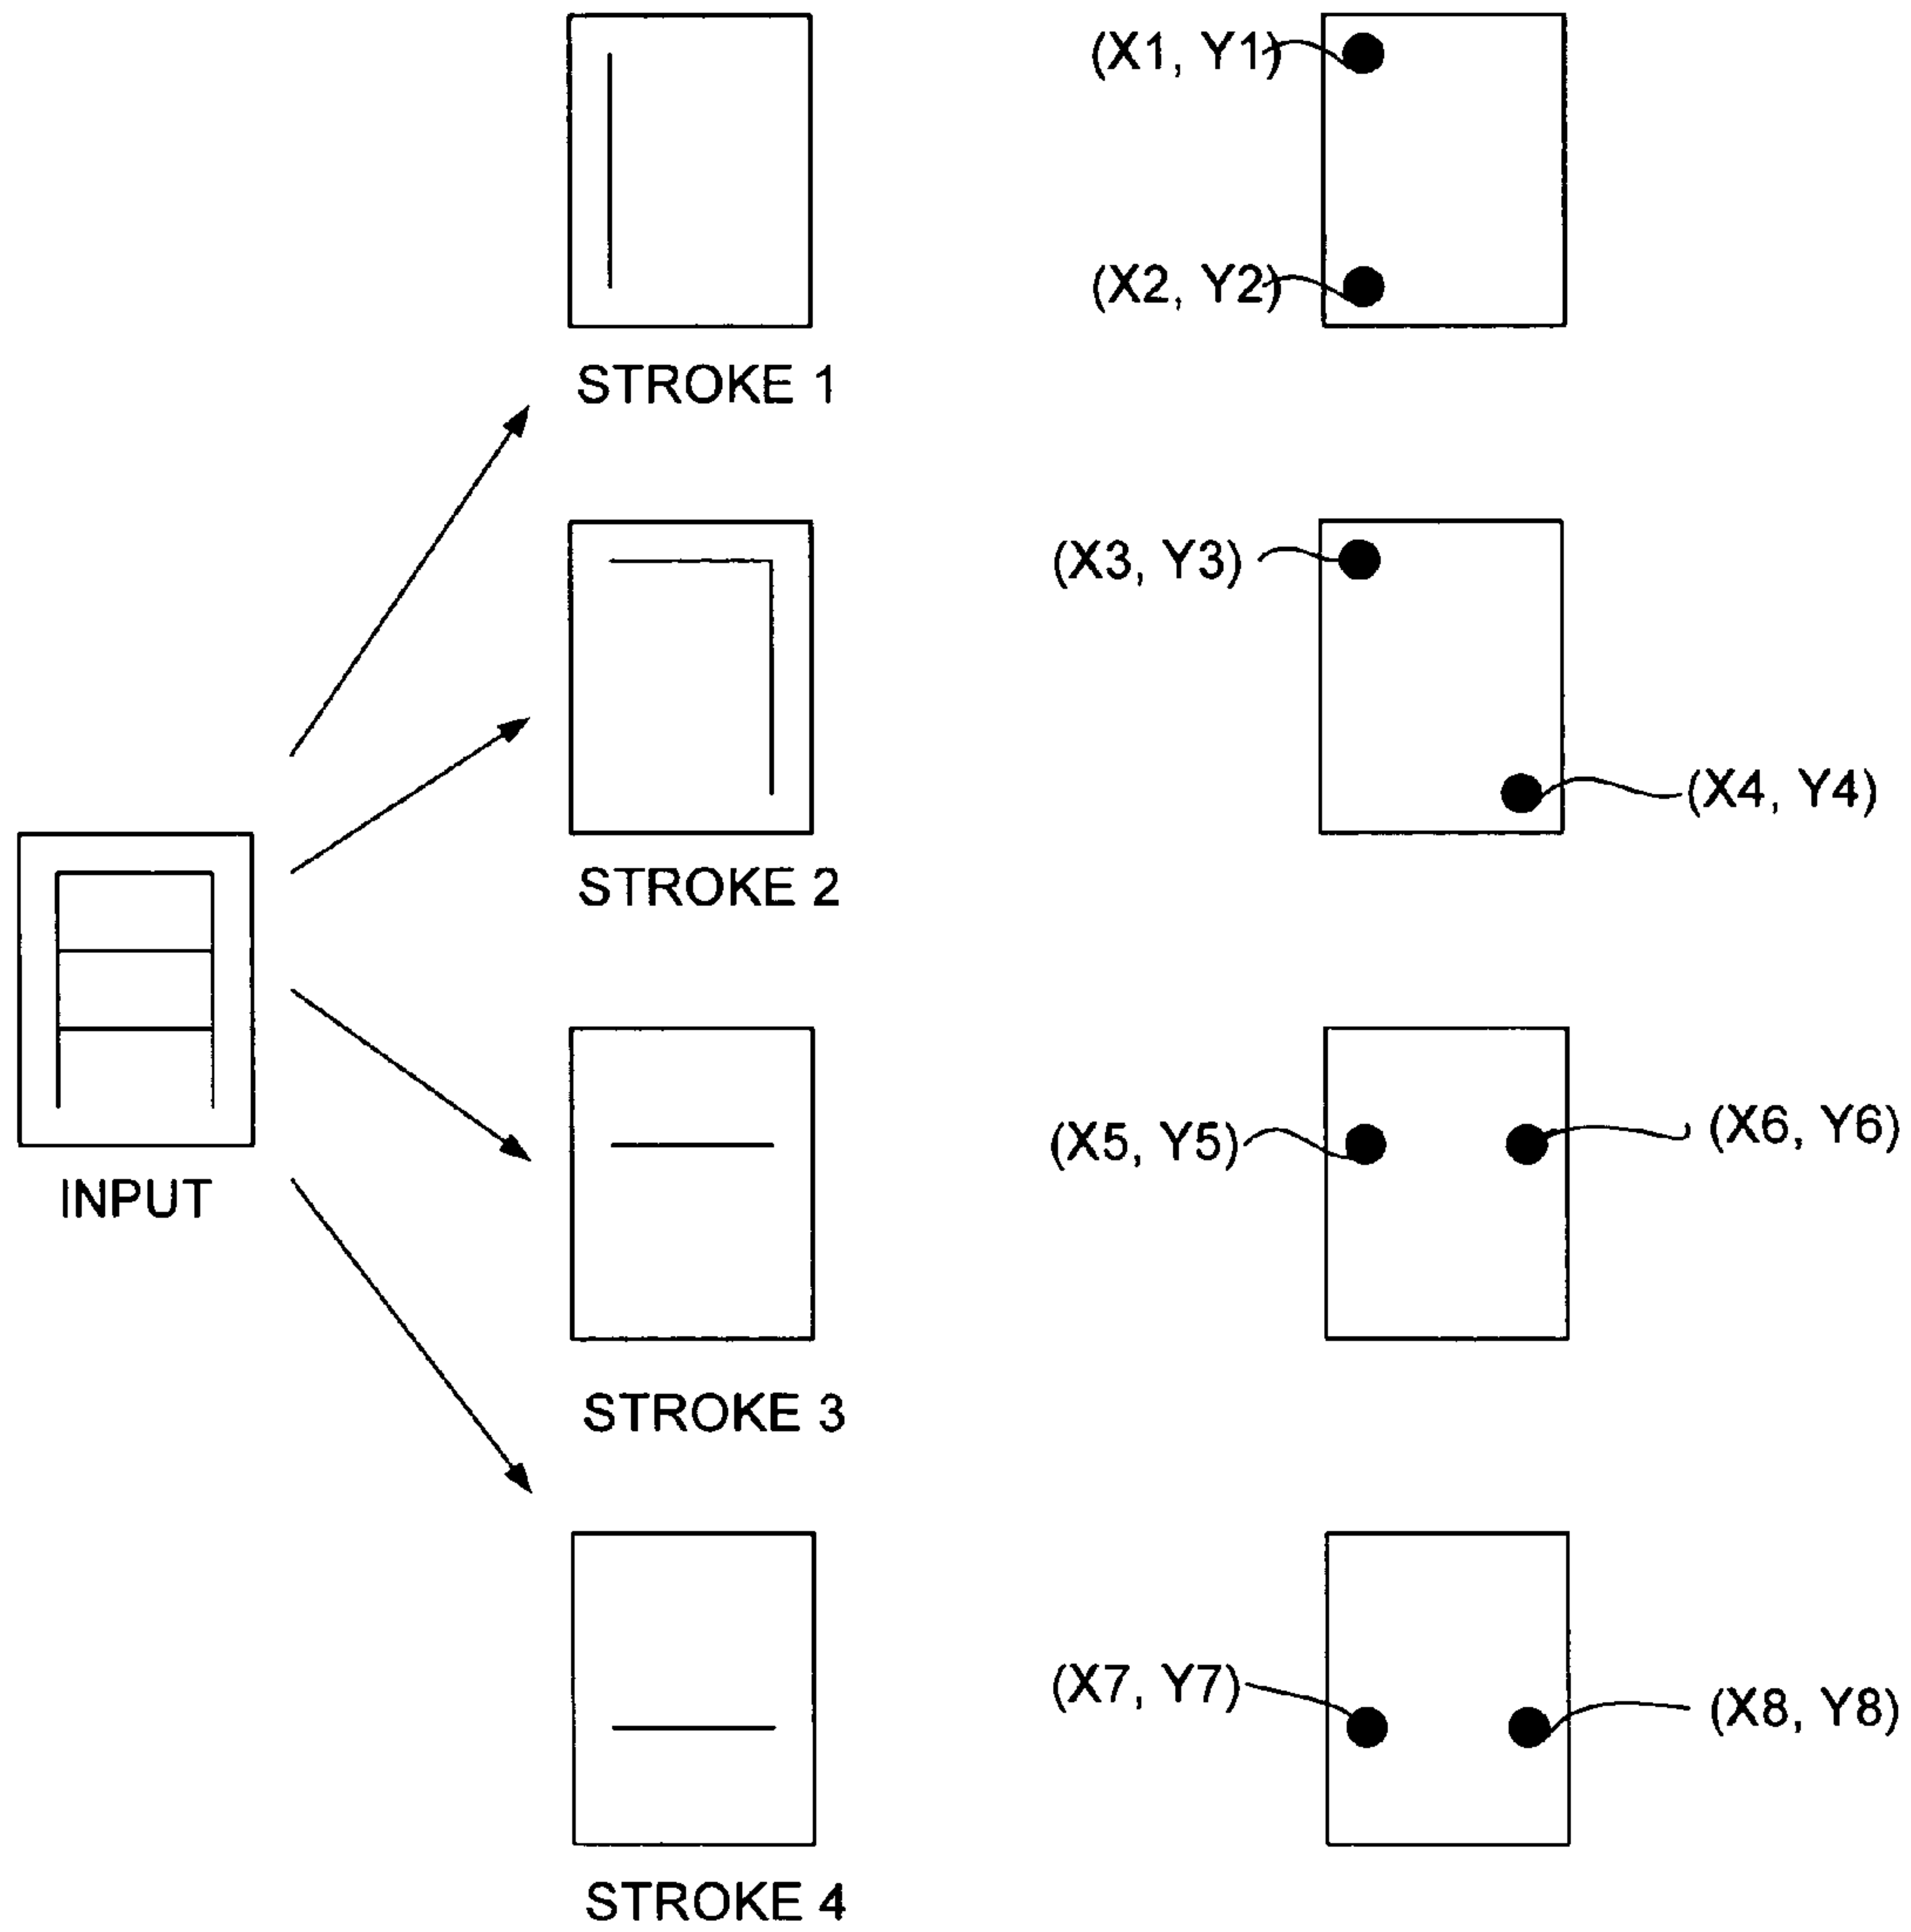 (X1, Y1)
(X2, Y2)
STROKE 1
(X3, Y3)
(X4, Y4)
STROKE 2
INPUT
(X5, Y5)
(X6, Y6)
STROKE 3
(X7, Y7)
(X8, Y8)
STROKE 4